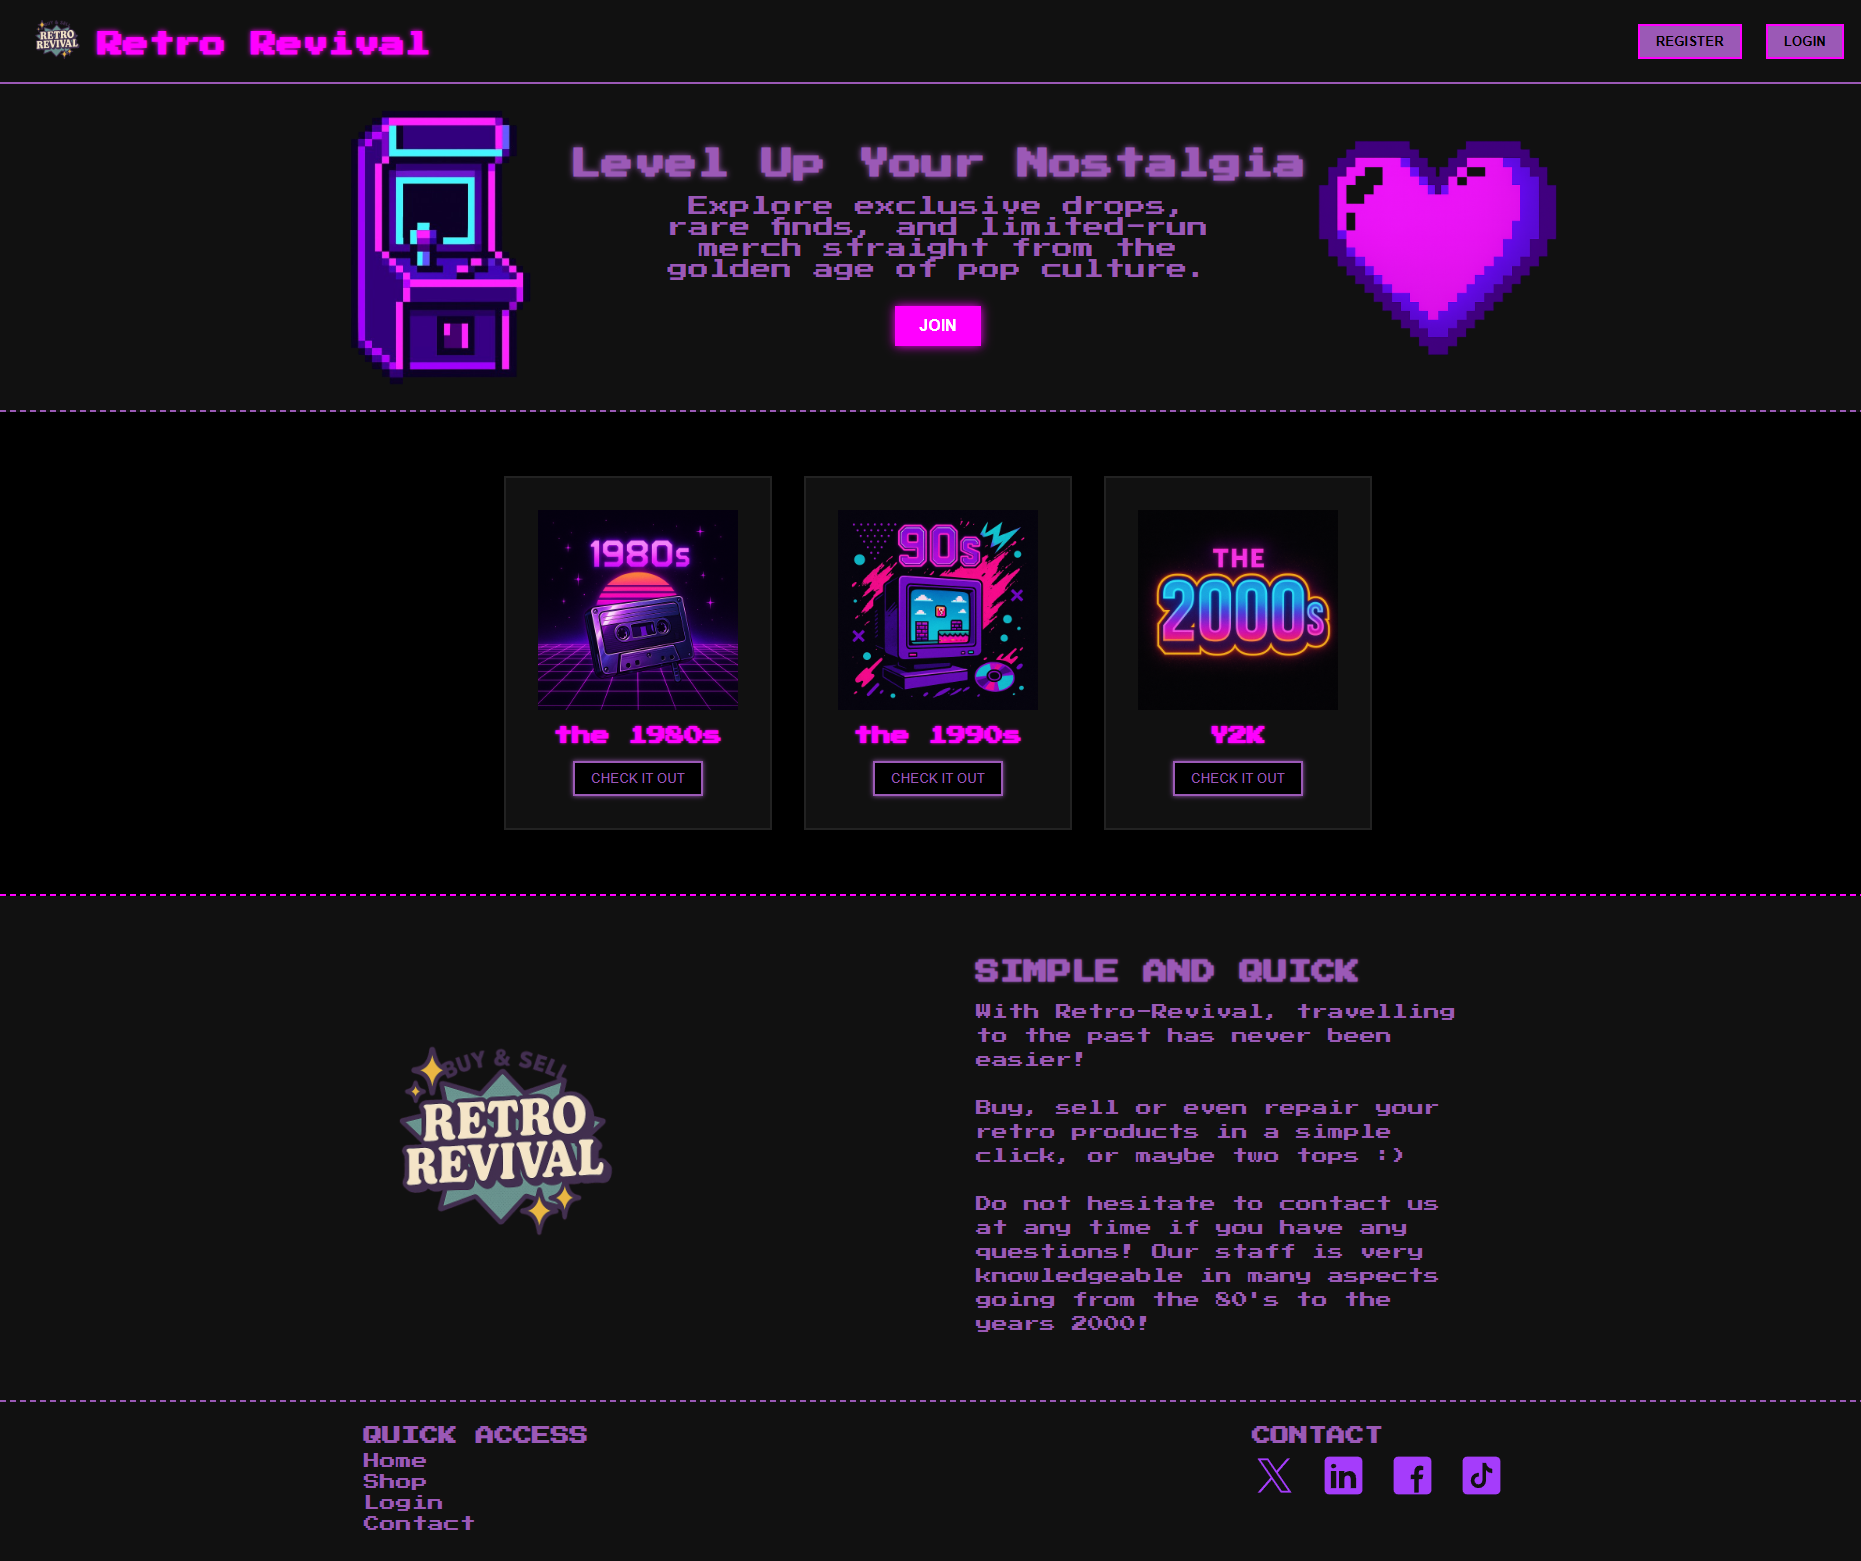 BUY & SELL
RETRO
REVIVAL
Retro Revival
REGISTER
LOGIN
Level Up Your Nostalgia
Explore exclusive drops,
rare finds, and limited-run
merch straight from the
golden age of pop culture.
JOIN
1980s
the 1980s
CHECK IT OUT
90s
the 1990s
CHECK IT OUT
THE
2000s
Y2K
CHECK IT OUT
BUY & SELL
RETRO
REVIVAL
SIMPLE AND QUICK
With Retro-Revival, travelling
to the past has never been
easier!
Buy, sell or even repair your
retro products in a simple
click, or maybe two tops :)
Do not hesitate to contact us
at any time if you have any
questions! Our staff is very
knowledgeable in many aspects
going from the 80's to the
years 2000!
QUICK ACCESS
Home
Shop
Login
Contact
CONTACT
X
in
f